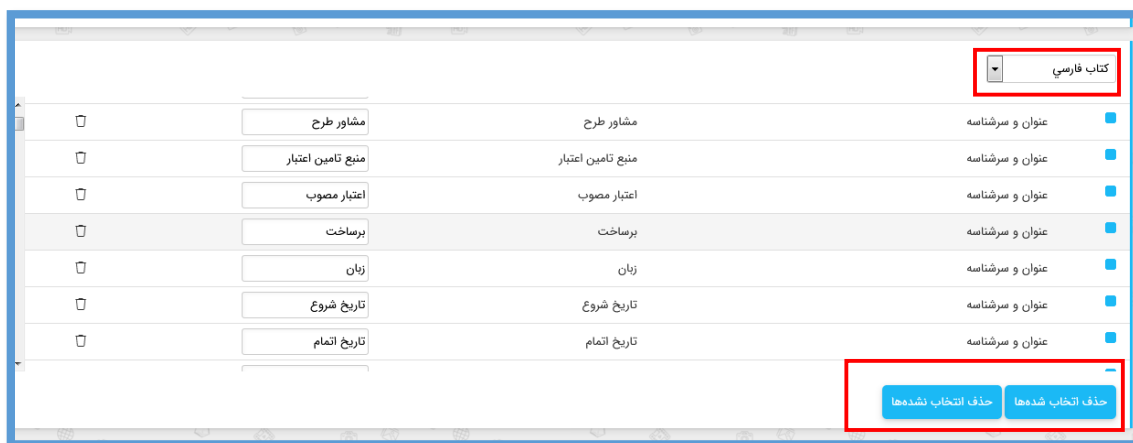 کتاب فارسي
عنوان و سرشناسه مشاور طرح مشاور طرح
عنوان و سرشناسه منبع تامین اعتبار منبع تامین اعتبار
عنوان و سرشناسه اعتبار مصوب اعتبار مصوب
عنوان و سرشناسه برساخت برساخت
عنوان و سرشناسه زبان زبان
عنوان و سرشناسه تاریخ شروع تاریخ شروع
عنوان و سرشناسه تاریخ اتمام تاریخ اتمام
حذف اتخاب شده‌ها حذف انتخاب نشده‌ها